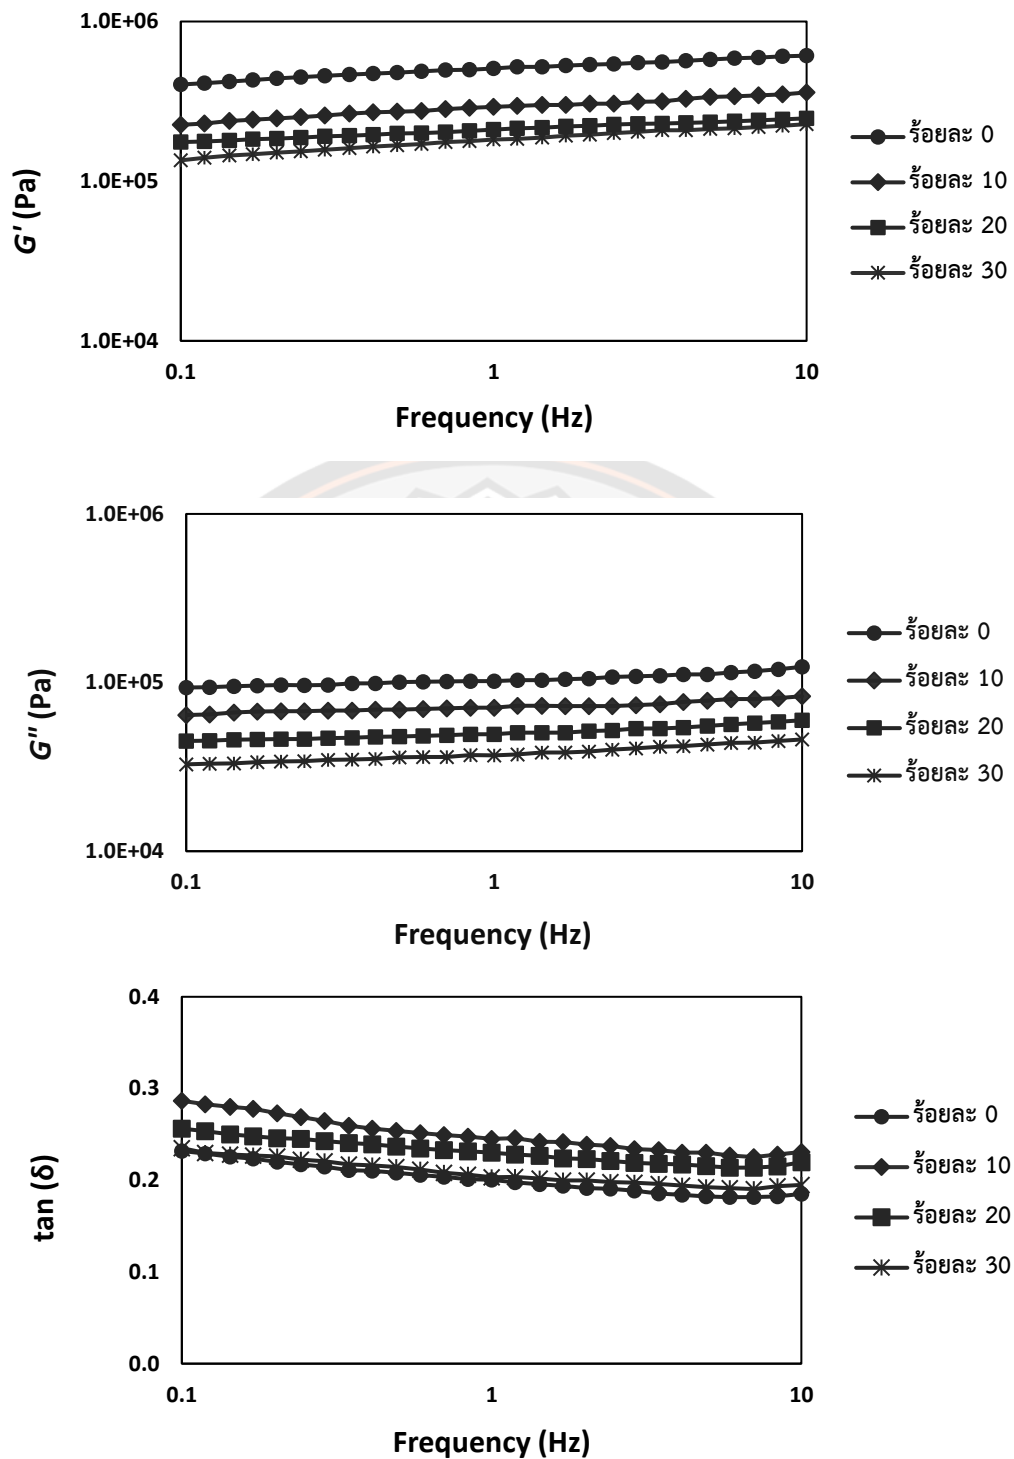 1.0E+06
1.0E+05
1.0E+04
G' (Pa)
0.1 1 10
Frequency (Hz)
ร้อยละ 0
ร้อยละ 10
ร้อยละ 20
ร้อยละ 30
1.0E+06
1.0E+05
1.0E+04
G" (Pa)
0.1 1 10
Frequency (Hz)
ร้อยละ 0
ร้อยละ 10
ร้อยละ 20
ร้อยละ 30
0.4
0.3
0.2
0.1
0.0
tan (δ)
0.1 1 10
Frequency (Hz)
ร้อยละ 0
ร้อยละ 10
ร้อยละ 20
ร้อยละ 30